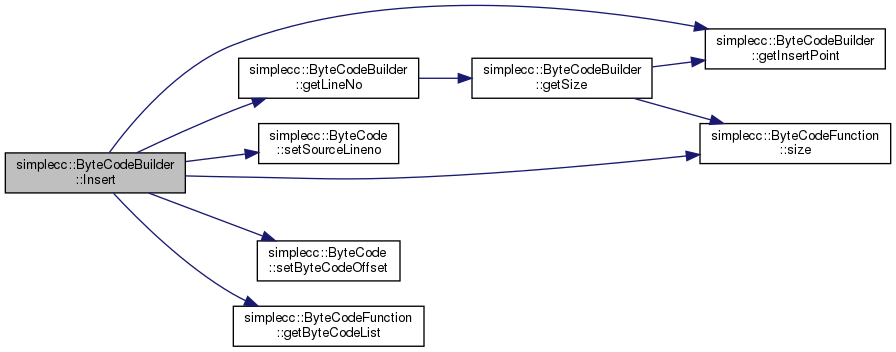 simplecc::ByteCodeBuilder
::Insert
simplecc::ByteCodeBuilder
::getLineNo
simplecc::ByteCode
::setSourceLineno
simplecc::ByteCode
::setByteCodeOffset
simplecc::ByteCodeFunction
::getByteCodeList
simplecc::ByteCodeBuilder
::getSize
simplecc::ByteCodeBuilder
::getInsertPoint
simplecc::ByteCodeFunction
::size